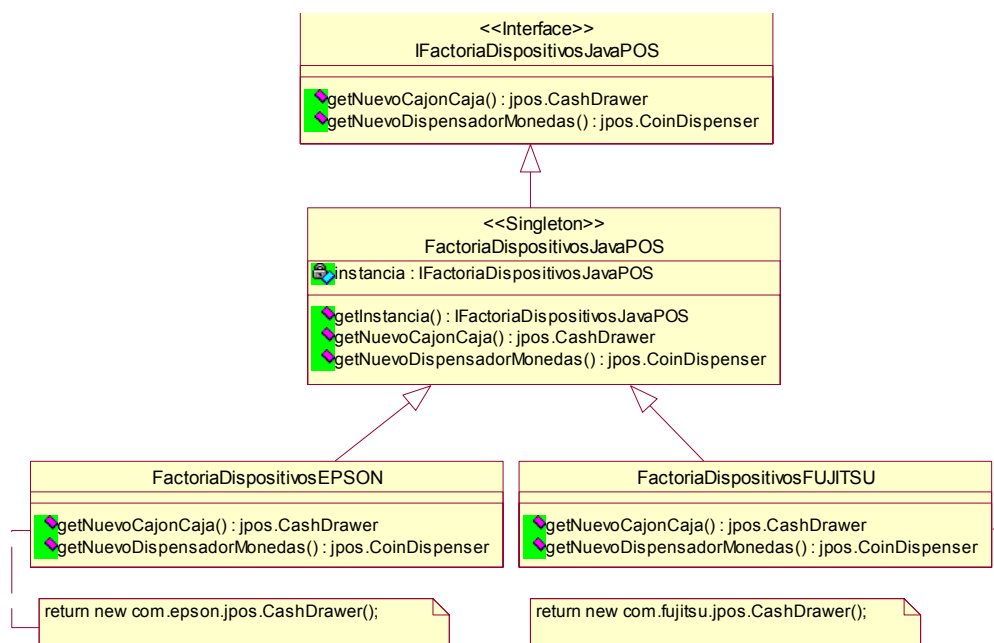 <<Interface>>
IFactoriaDispositivosJavaPOS
getNuevoCajonCaja() : jpos.CashDrawer
getNuevoDispensadorMonedas() : jpos.CoinDispenser
<<Singleton>>
FactoriaDispositivosJavaPOS
instancia : IFactoriaDispositivosJavaPOS
getInstancia() : IFactoriaDispositivosJavaPOS
getNuevoCajonCaja() : jpos.CashDrawer
getNuevoDispensadorMonedas() : jpos.CoinDispenser
FactoriaDispositivosEPSON
getNuevoCajonCaja() : jpos.CashDrawer
getNuevoDispensadorMonedas() : jpos.CoinDispenser
FactoriaDispositivosFUJITSU
getNuevoCajonCaja() : jpos.CashDrawer
getNuevoDispensadorMonedas() : jpos.CoinDispenser
return new com.epson.jpos.CashDrawer();
return new com.fujitsu.jpos.CashDrawer();